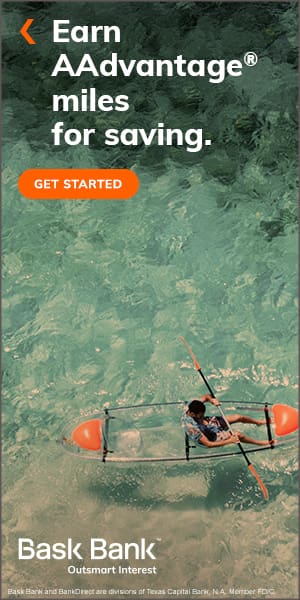 Earn
AAdvantage®
miles
for saving.
GET STARTED
Bask Bank™
Outsmart Interest
Bask Bank and BankDirect are divisions of Texas Capital Bank, N.A. Member FDIC.